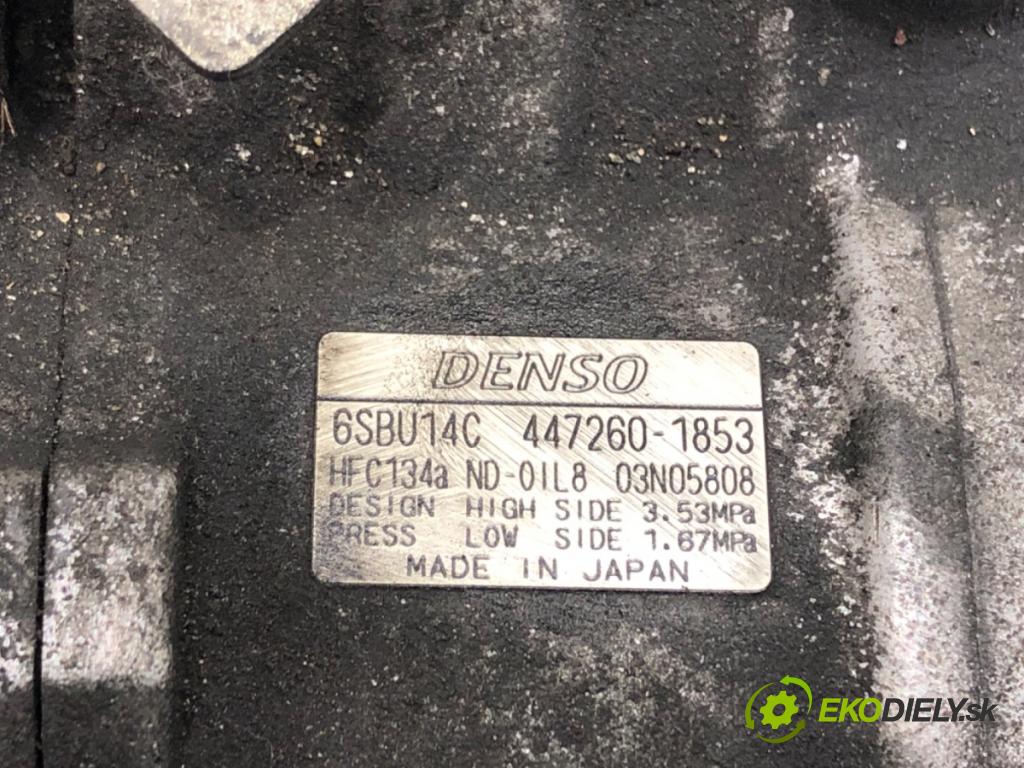 DENSO
6SBU14C 447260-1853
HFC134a ND-OIL8 03N05808
DESIGN HIGH SIDE 3.53MPa
PRESS LOW SIDE 1.67MPa
MADE IN JAPAN
EKODIELY.sk